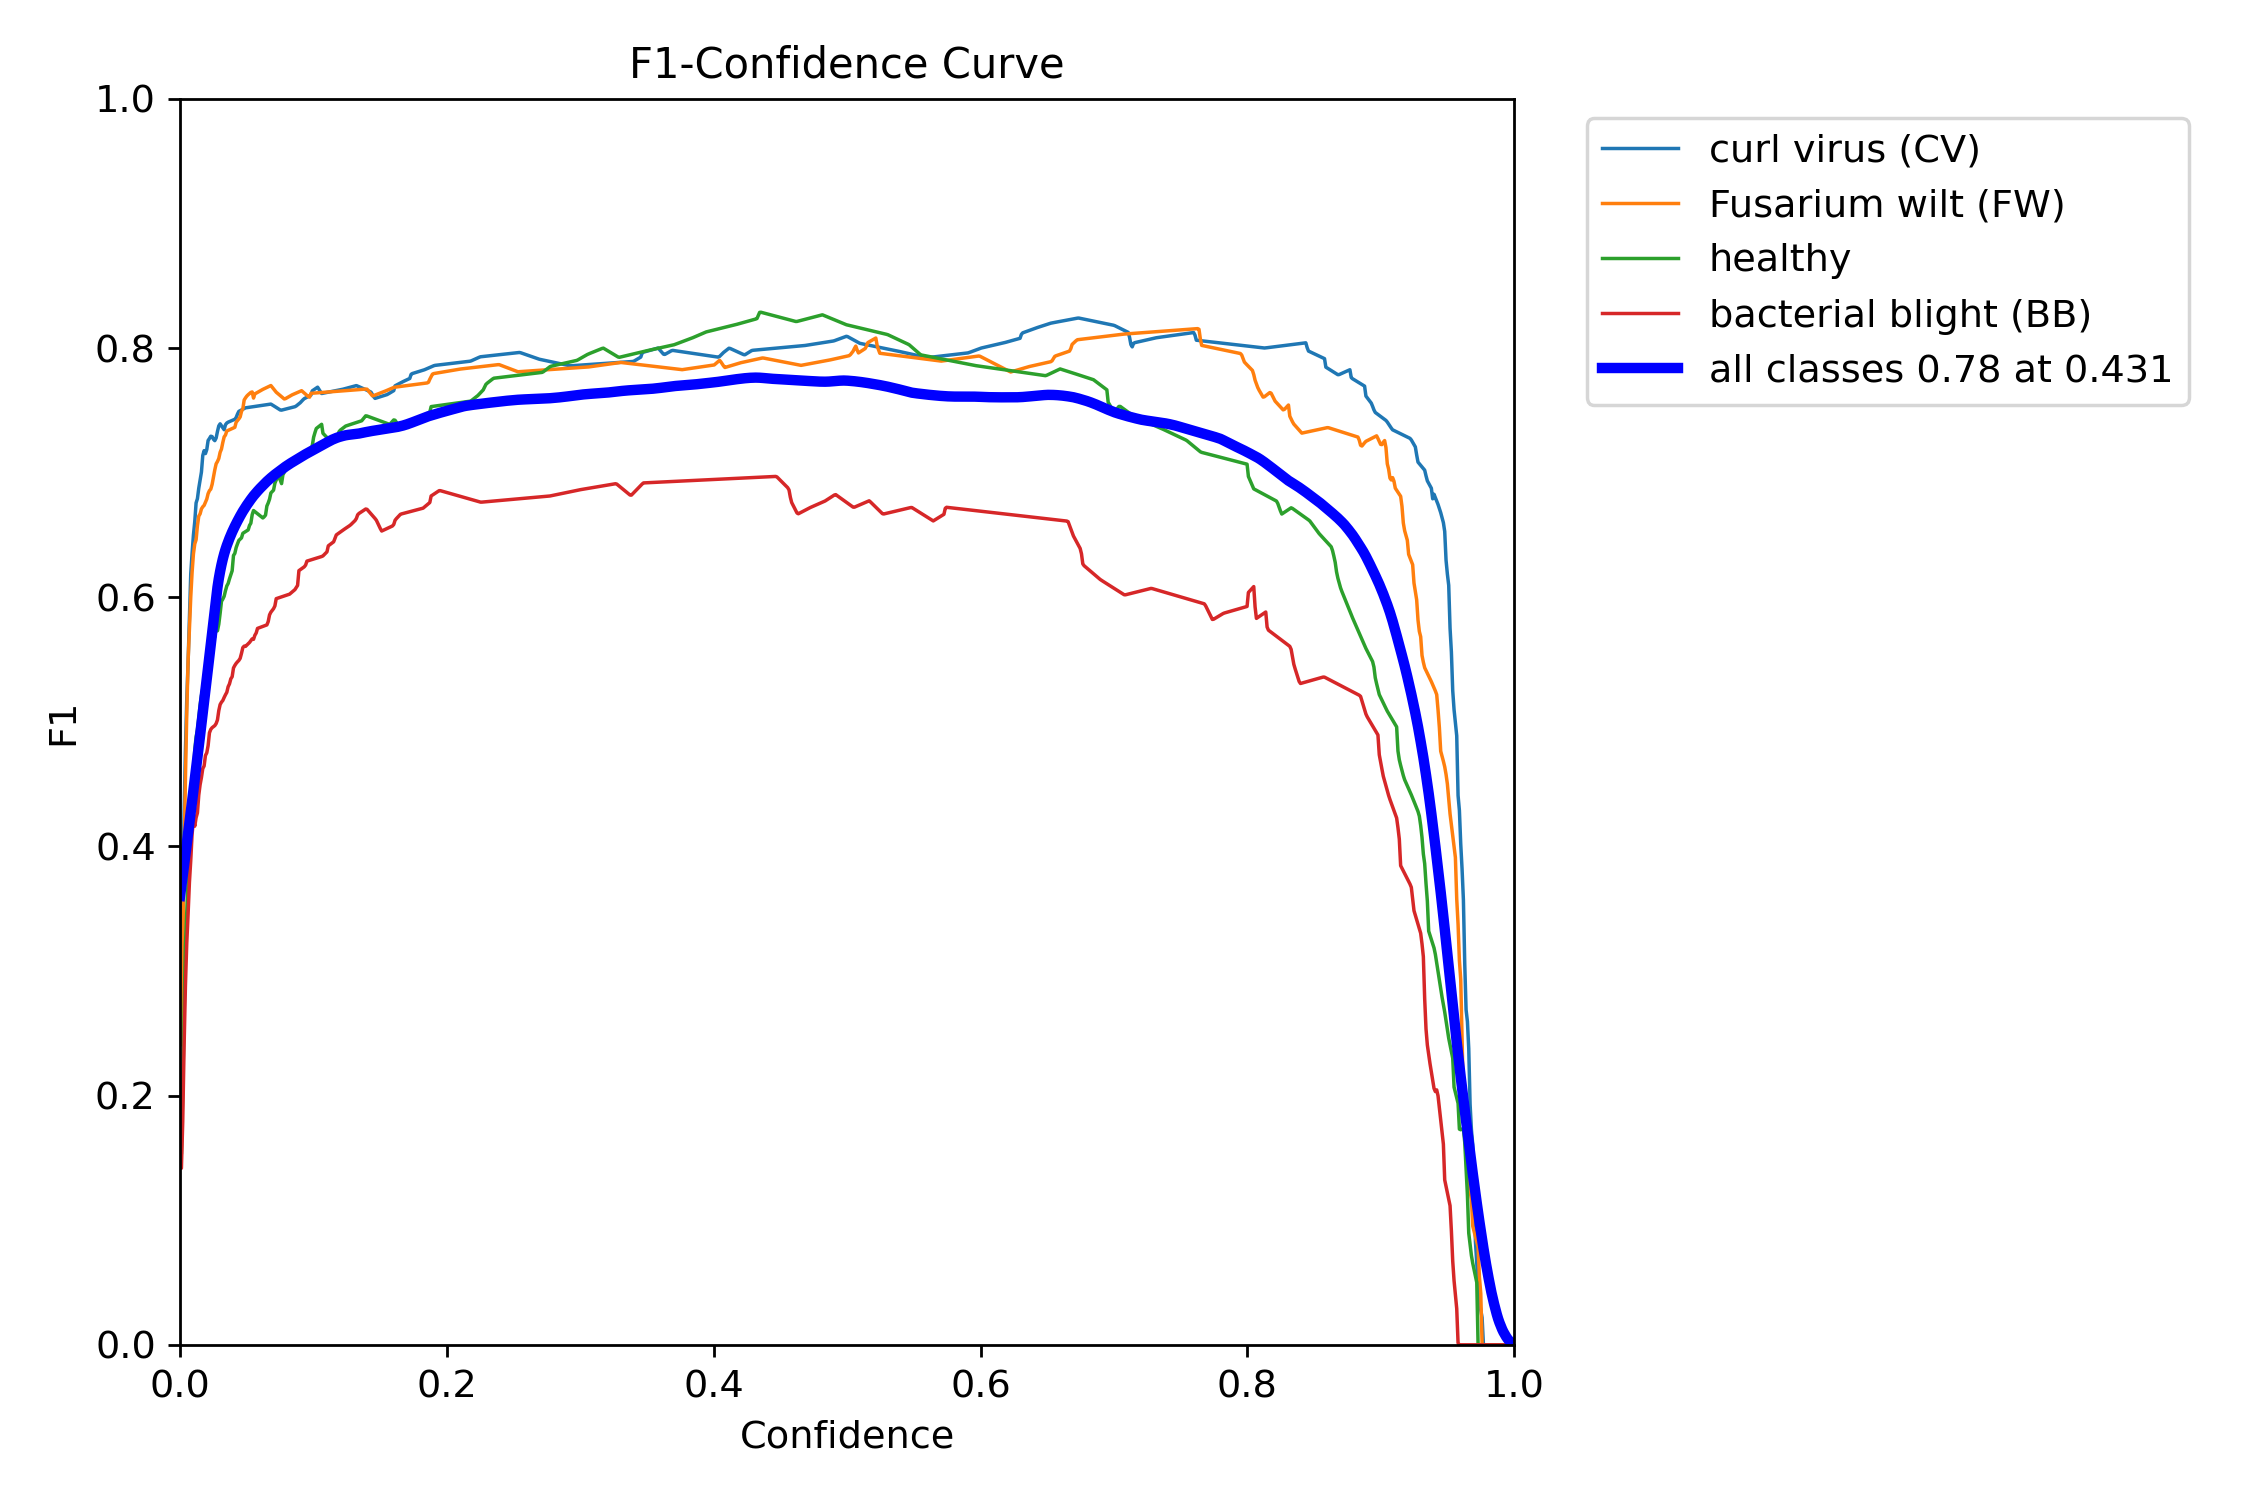 F1-Confidence Curve
1.0
0.8
0.6
0.4
0.2
0.0
F1
0.0 0.2 0.4 0.6 0.8 1.0
Confidence
curl virus (CV)
Fusarium wilt (FW)
healthy
bacterial blight (BB)
all classes 0.78 at 0.431